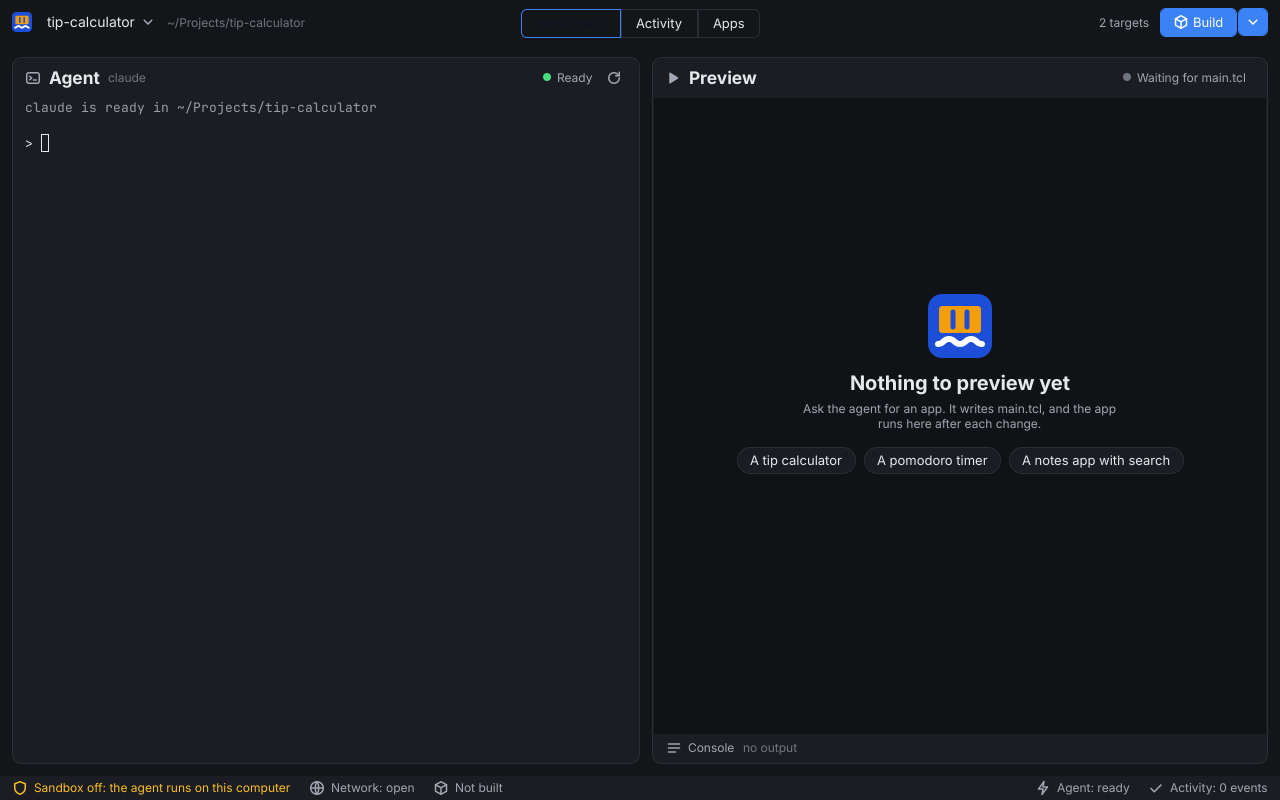 tip-calculator ~/Projects/tip-calculator
Activity
Apps
2 targets
Build
Agent claude
Ready
claude is ready in ~/Projects/tip-calculator
>
Preview
Waiting for main.tcl
Nothing to preview yet
Ask the agent for an app. It writes main.tcl, and the app
runs here after each change.
A tip calculator
A pomodoro timer
A notes app with search
Console no output
Sandbox off: the agent runs on this computer
Network: open
Not built
Agent: ready
Activity: 0 events